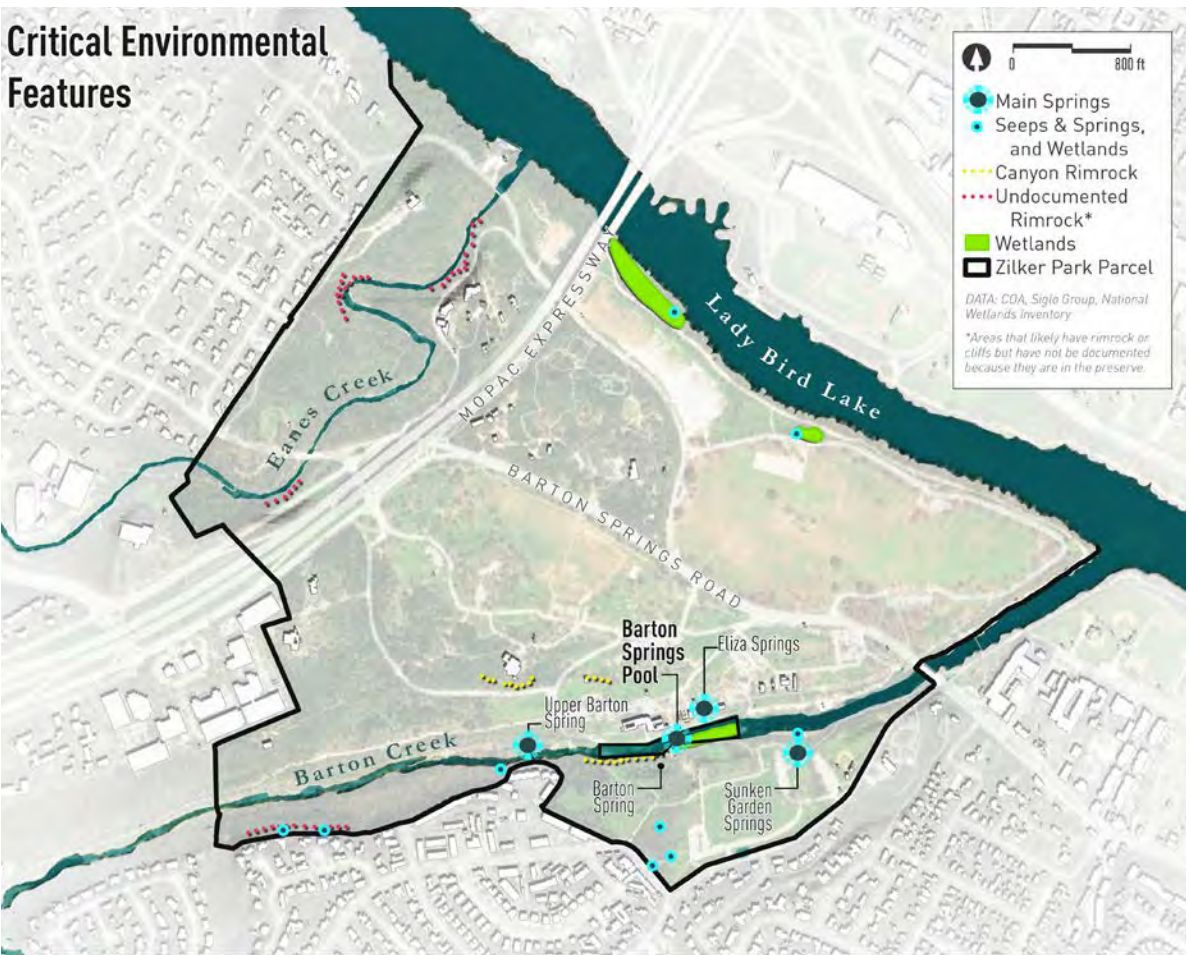 Critical Environmental
Features
0 800 ft
Main Springs
Seeps & Springs,
and Wetlands
Canyon Rimrock
Undocumented
Rimrock*
Wetlands
Zilker Park Parcel
DATA: COA, Siglo Group, National
Wetlands Inventory
*Areas that likely have rimrock or
cliffs but have not be documented
because they are in the preserve.
MOPAC EXPRESSWAY
Lady Bird Lake
Eanes Creek
BARTON SPRINGS ROAD
Barton
Springs
Pool
Eliza Springs
Upper Barton
Spring
Barton Creek
Barton
Spring
Sunken
Garden
Springs